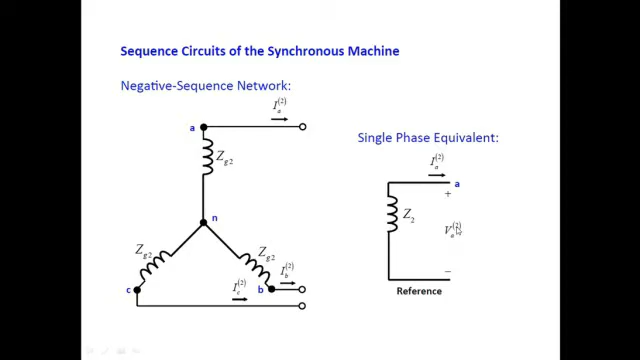 Sequence Circuits of the Synchronous Machine
Negative-Sequence Network:
I_a^(2)
a
Z_g2
Single Phase Equivalent:
I_a^(2)
a
+
Z_2
V_a^(2)
n
Z_g2
Z_g2
I_b^(2)
c
I_c^(2)
b
−
Reference